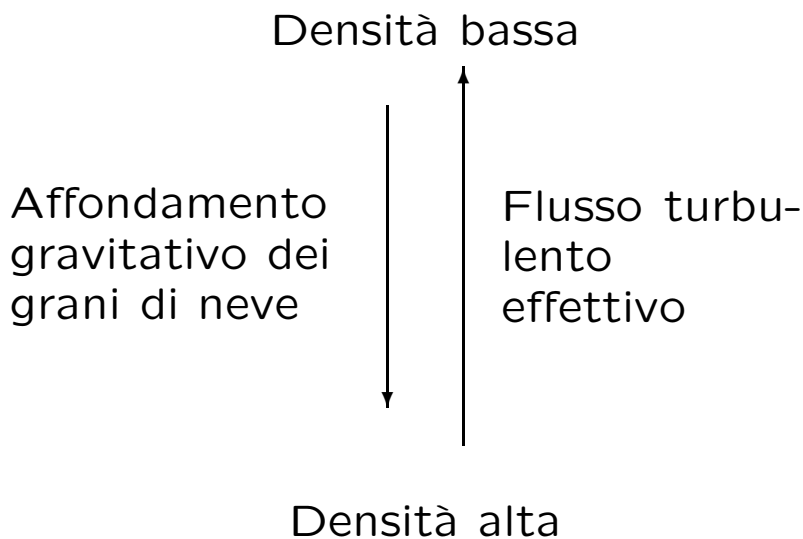 Densità bassa
Affondamento
gravitativo dei
grani di neve
Flusso turbu-
lento
effettivo
Densità alta